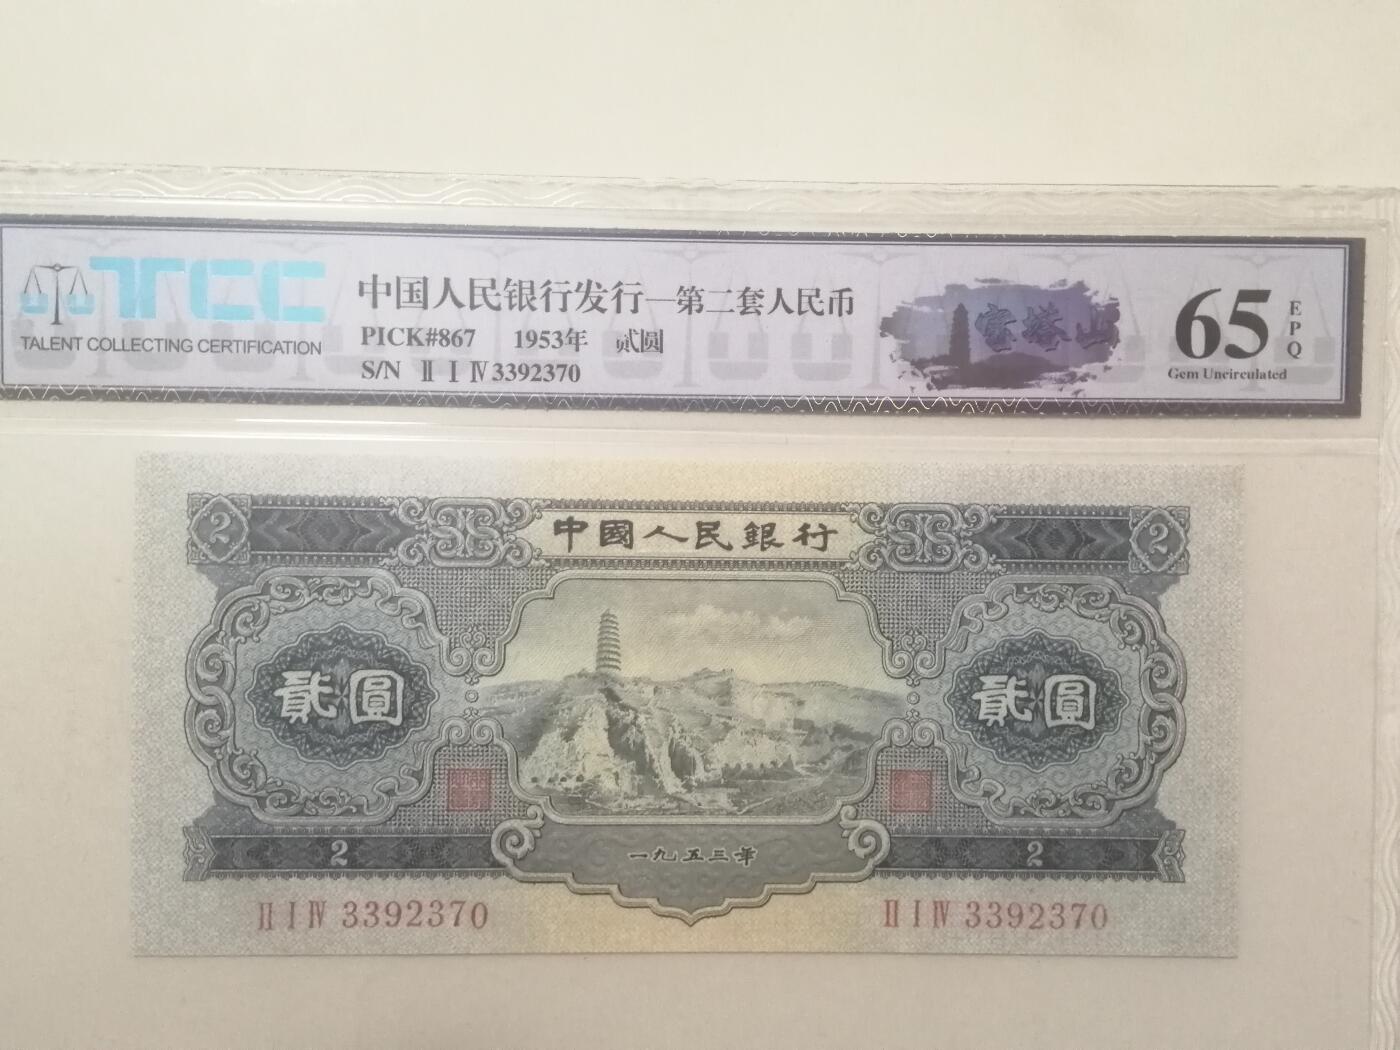 TCC
TALENT COLLECTING CERTIFICATION
中国人民银行发行—第二套人民币
PICK#867 1953年 贰圆
S/N Ⅱ Ⅰ Ⅳ 3392370
宝塔山
65 EPQ
Gem Uncirculated
2 中國人民銀行 2
貳圓 貳圓
2 一九五三年 2
Ⅱ Ⅰ Ⅳ 3392370 Ⅱ Ⅰ Ⅳ 3392370